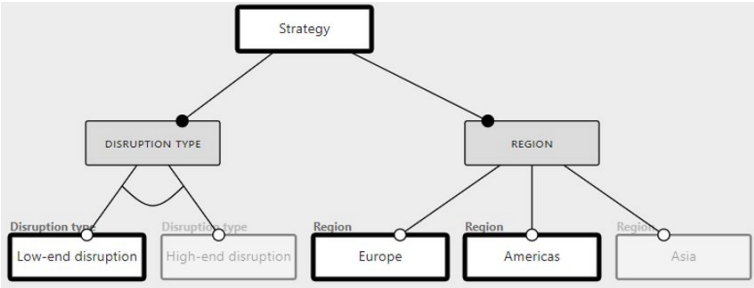 Strategy
DISRUPTION TYPE
REGION
Disruption type
Disruption type
Region
Region
Region
Low-end disruption
High-end disruption
Europe
Americas
Asia